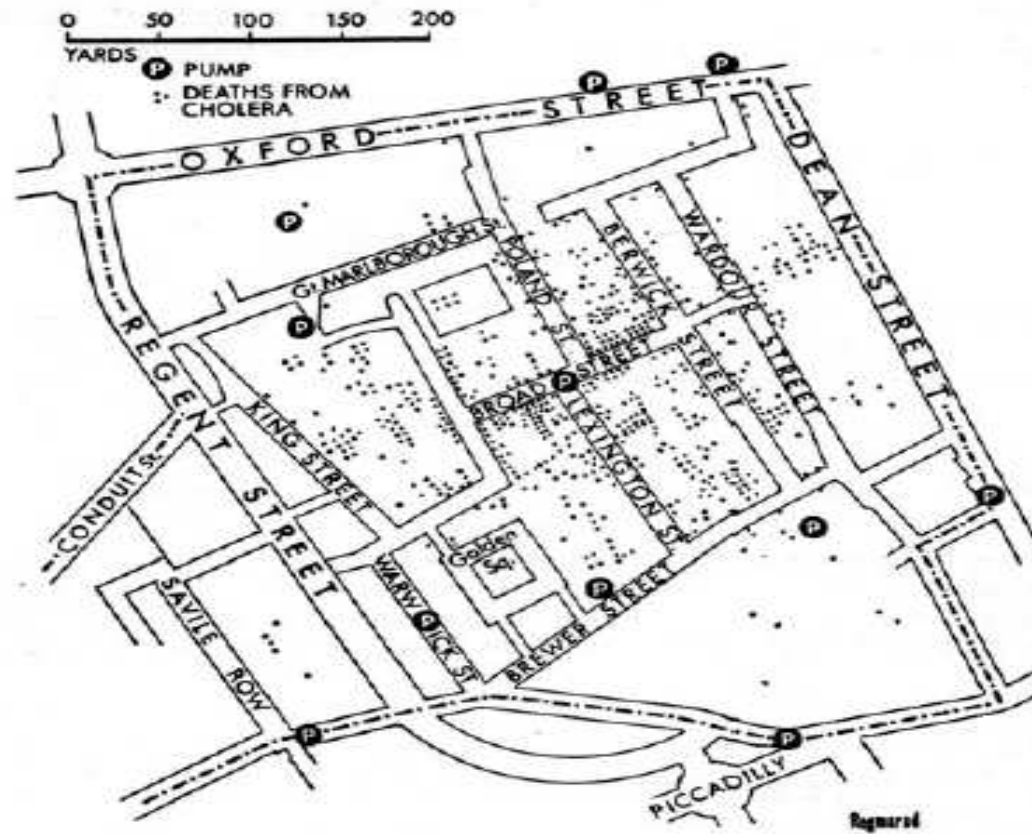 0 50 100 150 200
YARDS
P PUMP
DEATHS FROM
CHOLERA
OXFORD STREET
P
P
DEAN STREET
P
Gt MARLBOROUGH St
POLAND ST
BERWICK STREET
WARDOUR STREET
P
REGENT STREET
BROAD STREET
P
KING STREET
LEXINGTON ST
CONDUIT St
P
P
Golden
Sq
WARWICK ST
P
P
BREWER STREET
SAVILE ROW
P
P
PICCADILLY